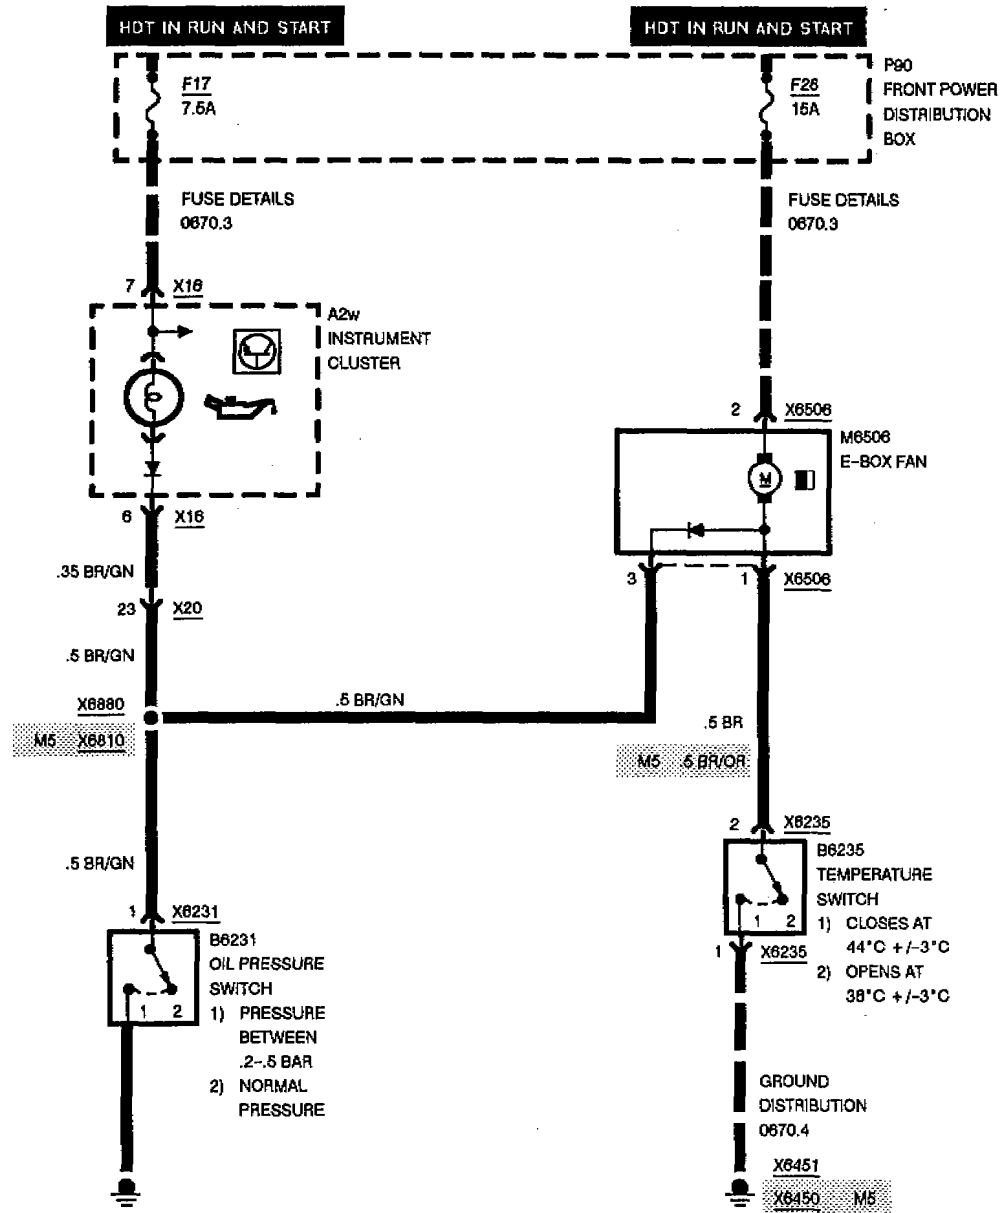 HOT IN RUN AND START
HOT IN RUN AND START
F17
7.5A
F26
15A
P90
FRONT POWER
DISTRIBUTION
BOX
FUSE DETAILS
0670.3
FUSE DETAILS
0670.3
7 X16
A2w
INSTRUMENT
CLUSTER
2 X6506
M6506
E-BOX FAN
M
6 X16
3 1 X6506
.35 BR/GN
23 X20
.5 BR/GN
X6880
M5 X6810
.5 BR/GN
.5 BR
M5 .5 BR/OR
2 X6235
B6235
TEMPERATURE
SWITCH
1) CLOSES AT
44°C +/-3°C
2) OPENS AT
38°C +/-3°C
1 2
1 X6235
.5 BR/GN
1 X6231
B6231
OIL PRESSURE
SWITCH
1) PRESSURE
BETWEEN
.2-.5 BAR
2) NORMAL
PRESSURE
1 2
GROUND
DISTRIBUTION
0670.4
X6451
X6450 M5